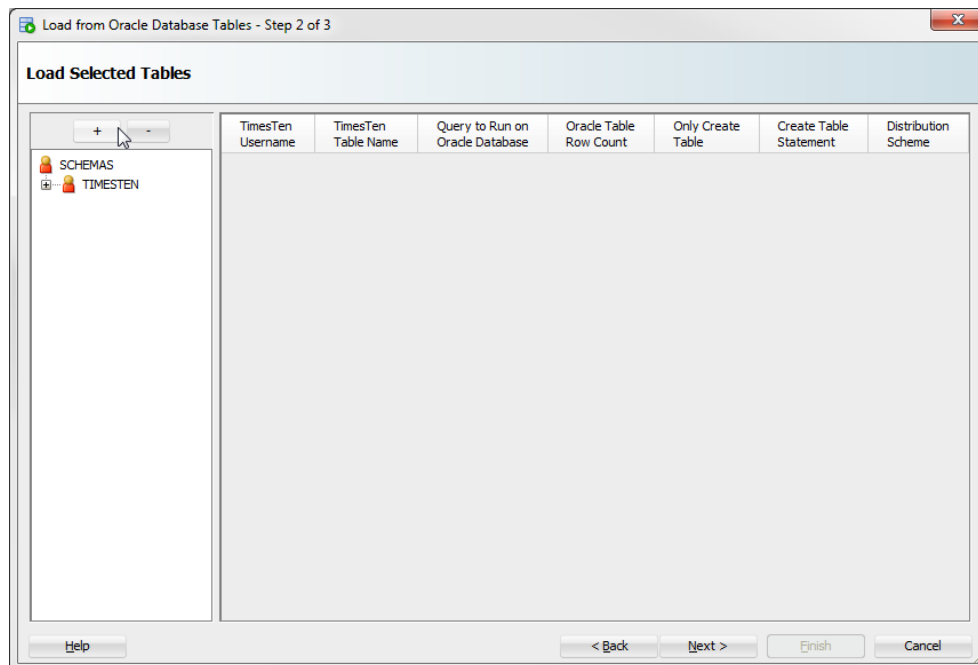 Load from Oracle Database Tables - Step 2 of 3
Load Selected Tables
+ -
SCHEMAS
TIMESTEN
TimesTen Username
TimesTen Table Name
Query to Run on Oracle Database
Oracle Table Row Count
Only Create Table
Create Table Statement
Distribution Scheme
Help
< Back
Next >
Finish
Cancel